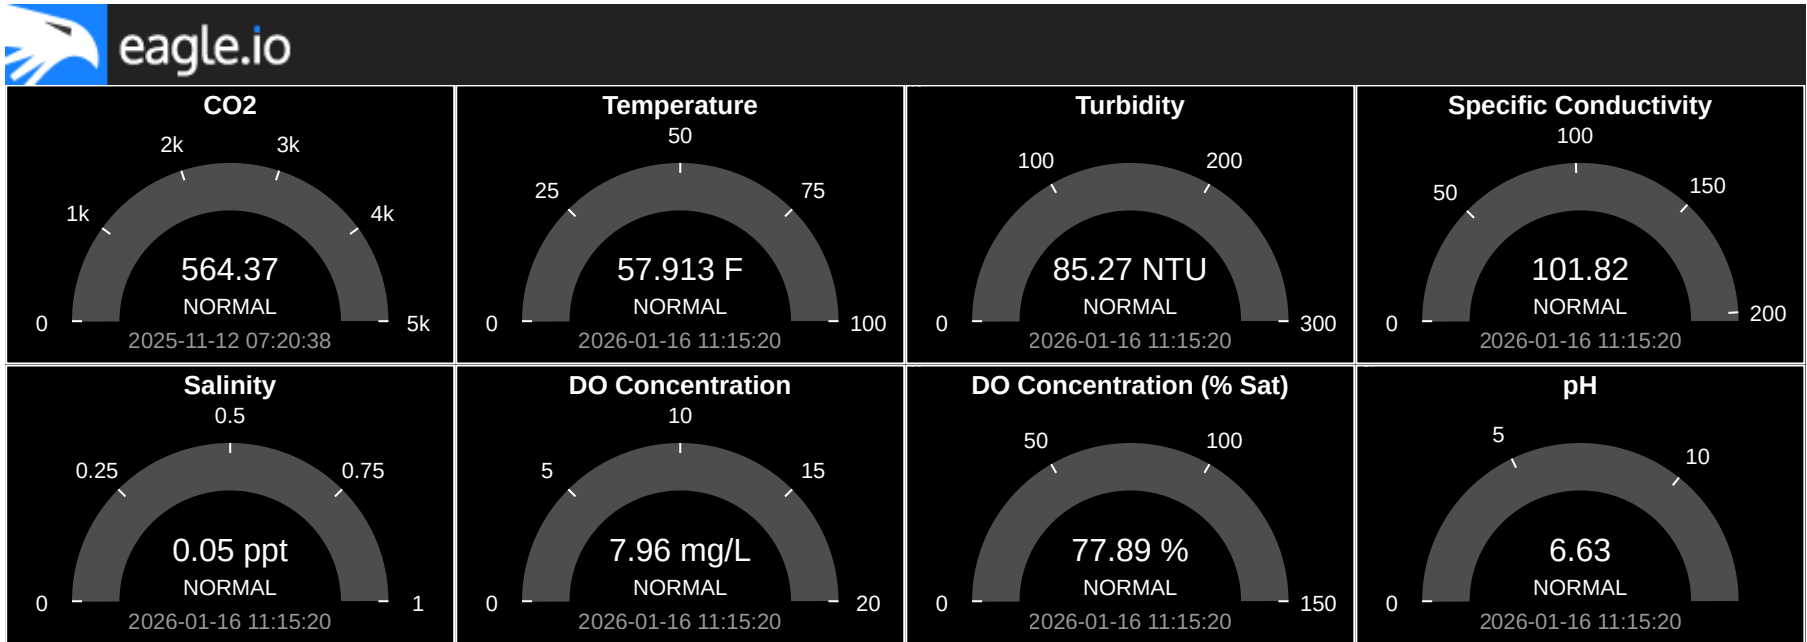 eagle.io
CO2
2k
3k
1k
4k
564.37
NORMAL
0
5k
2025-11-12 07:20:38
Temperature
50
25
75
57.913 F
NORMAL
0
100
2026-01-16 11:15:20
Turbidity
100
200
85.27 NTU
NORMAL
0
300
2026-01-16 11:15:20
Specific Conductivity
100
50
150
101.82
NORMAL
0
200
2026-01-16 11:15:20
Salinity
0.5
0.25
0.75
0.05 ppt
NORMAL
0
1
2026-01-16 11:15:20
DO Concentration
10
5
15
7.96 mg/L
NORMAL
0
20
2026-01-16 11:15:20
DO Concentration (% Sat)
50
100
77.89 %
NORMAL
0
150
2026-01-16 11:15:20
pH
5
10
6.63
NORMAL
0
2026-01-16 11:15:20